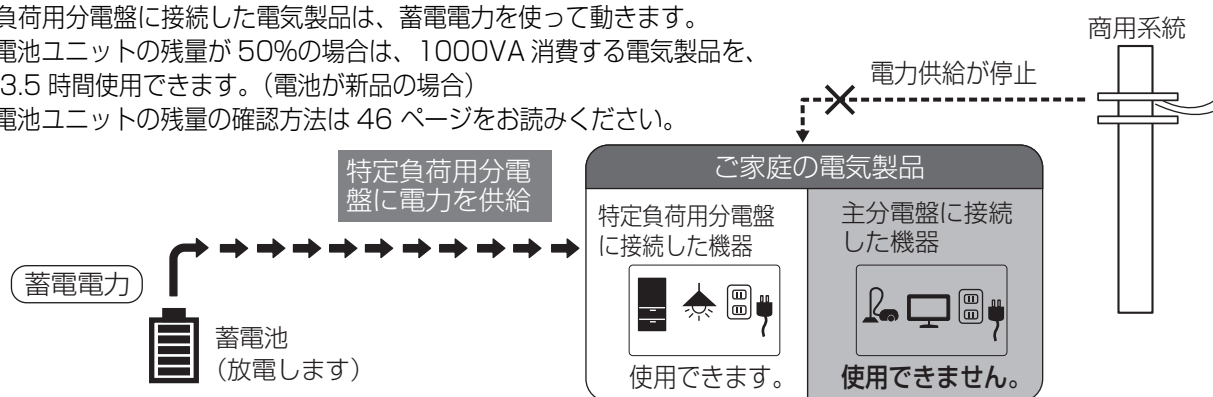 負荷用分電盤に接続した電気製品は、蓄電電力を使って動きます。
電池ユニットの残量が 50%の場合は、1000VA 消費する電気製品を、
3.5 時間使用できます。(電池が新品の場合)
電池ユニットの残量の確認方法は 46 ページをお読みください。
商用系統
電力供給が停止
特定負荷用分電
盤に電力を供給
ご家庭の電気製品
特定負荷用分電盤
に接続した機器
主分電盤に接続
した機器
蓄電電力
蓄電池
(放電します)
使用できます。
使用できません。